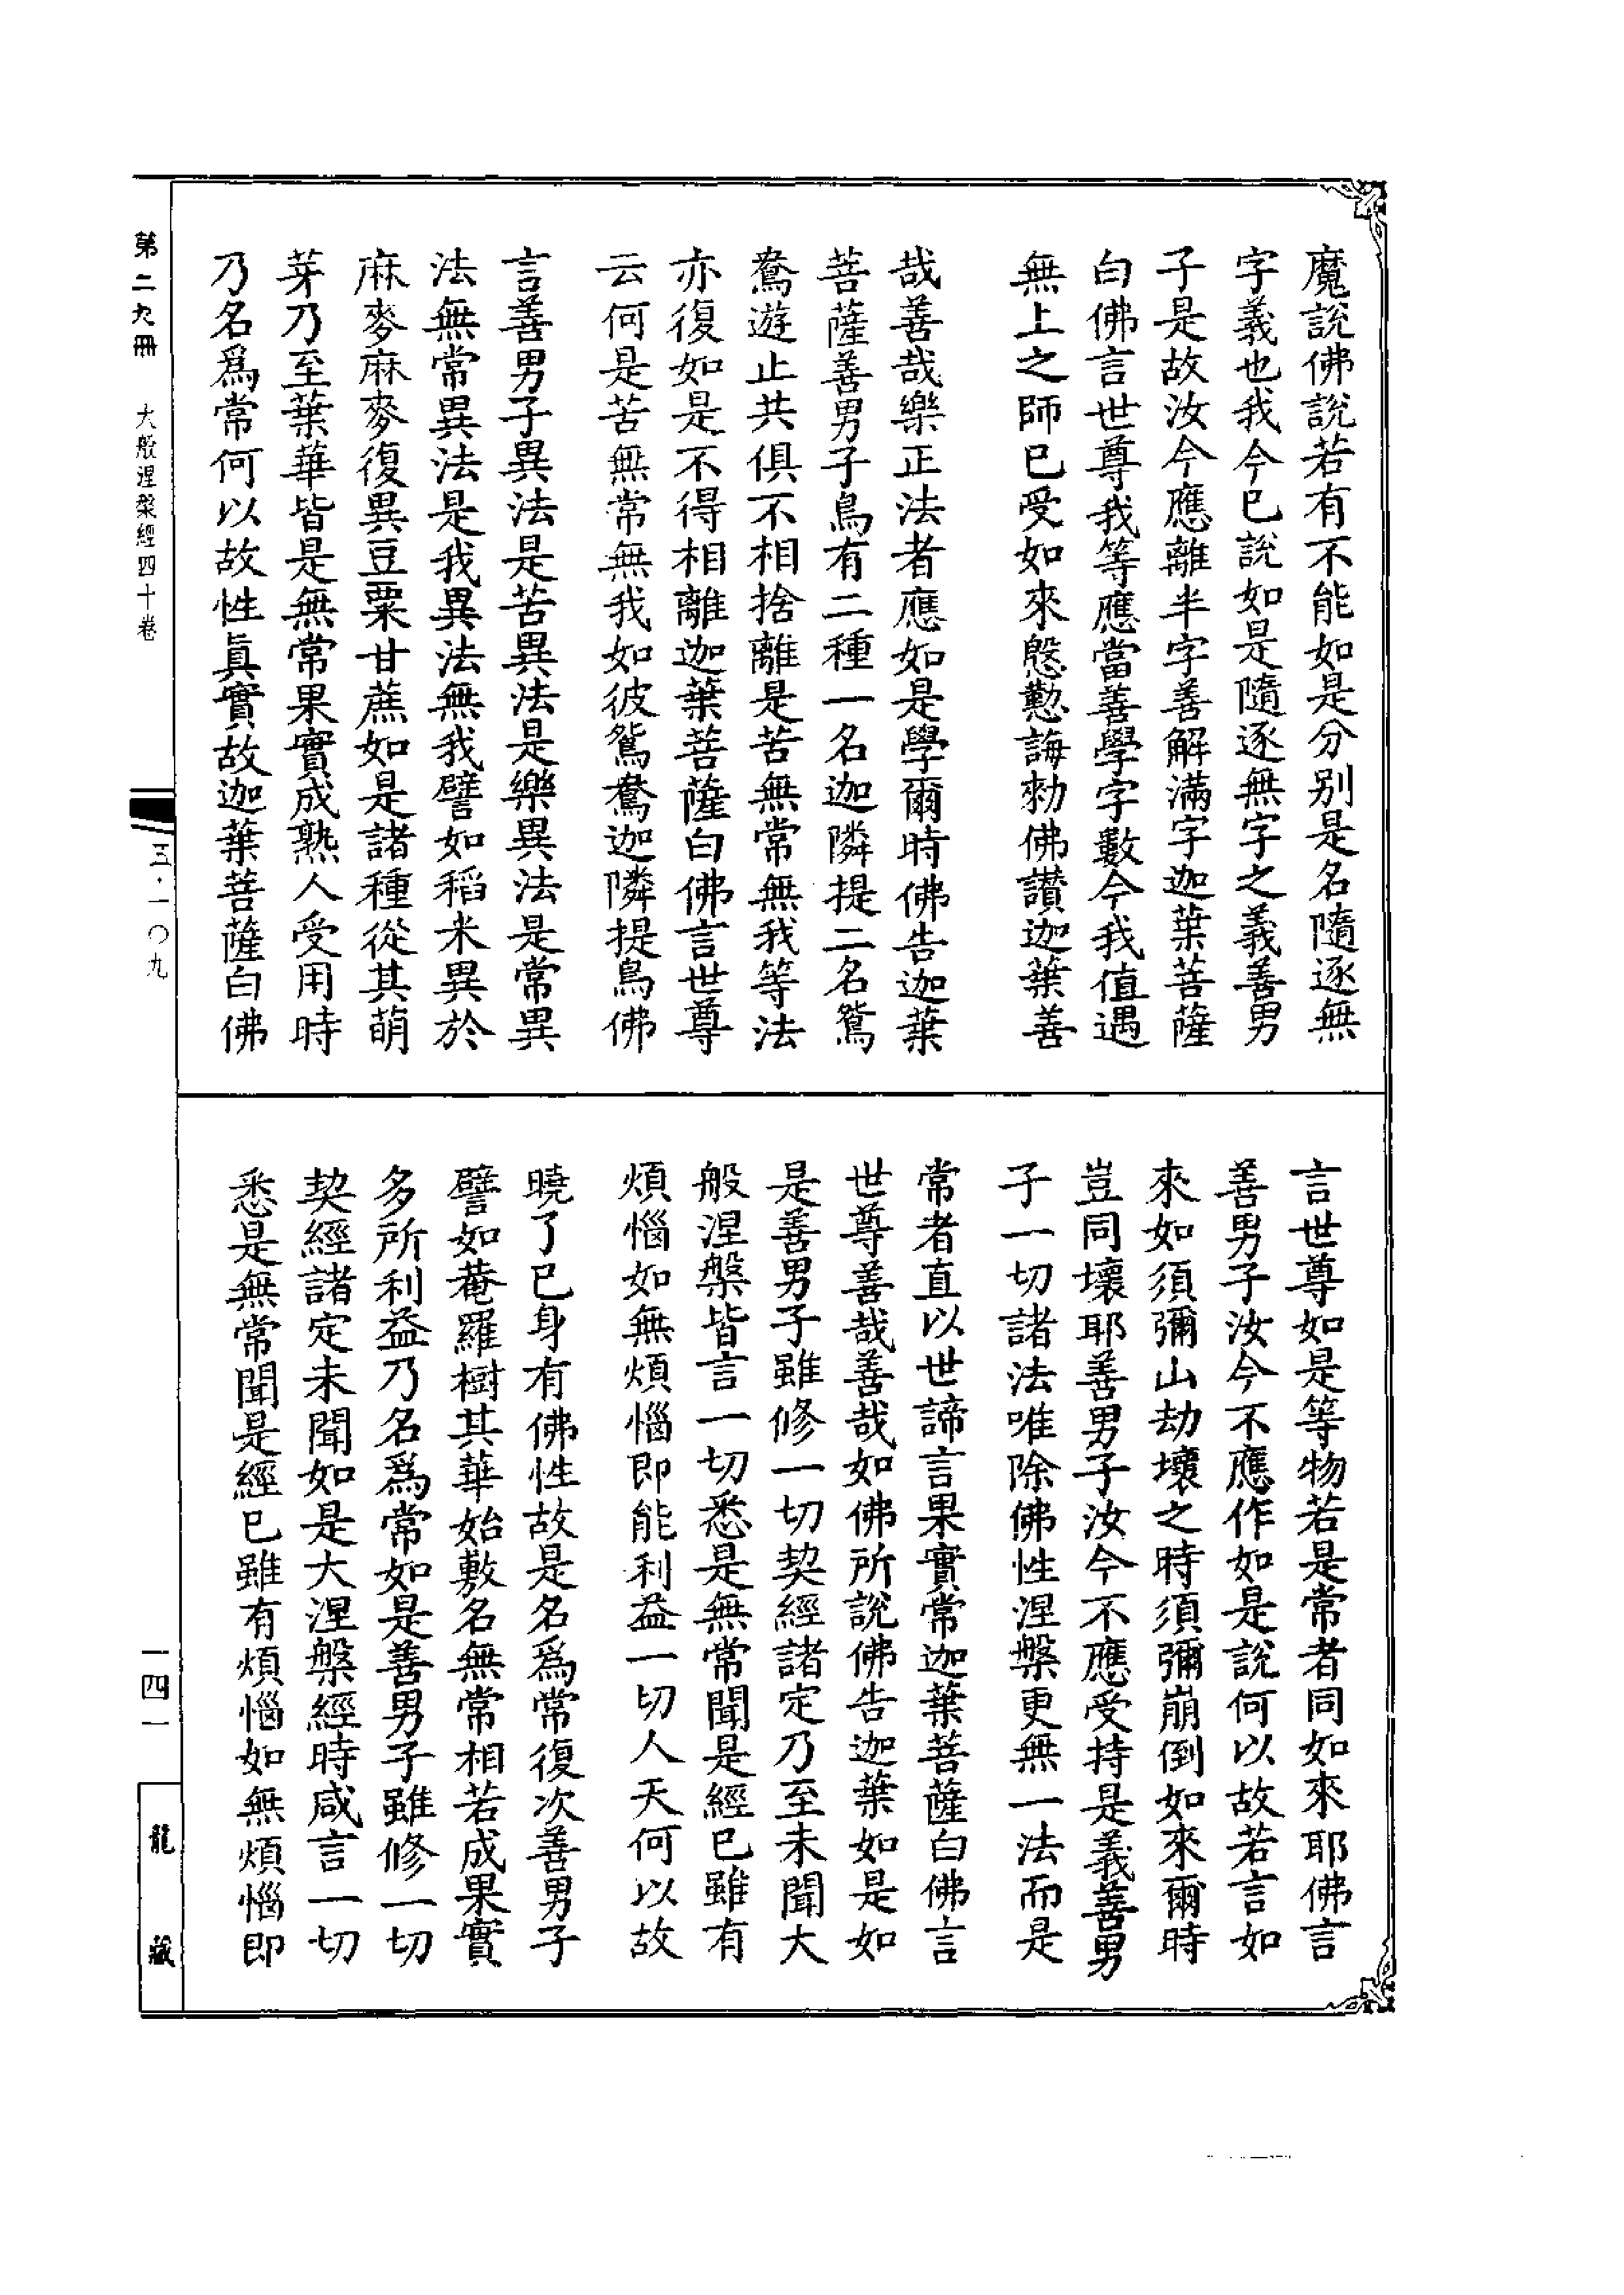 魔說佛說若有不能如是分別是名隨逐無
字義也我今已說如是隨逐無字之義善男
子是故汝今應離半字善解滿字迦葉菩薩
白佛言世尊我等應當善學字數今我值遇
無上之師已受如來慇懃誨勑佛讚迦葉善
哉善哉樂正法者應如是學爾時佛告迦葉
菩薩善男子鳥有二種一名迦隣提二名鴛
鴦遊止共俱不相捨離是苦無常無我等法
亦復如是不得相離迦葉菩薩白佛言世尊
云何是苦無常無我如彼鴛鴦迦隣提鳥佛
言善男子異法是苦異法是樂異法是常異
法無常異法是我異法無我譬如稻米異於
麻麥麻麥復異豆粟甘蔗如是諸種從其萌
芽乃至葉華皆是無常果實成熟人受用時
乃名爲常何以故性眞實故迦葉菩薩白佛
言世尊如是等物若是常者同如來耶佛言
善男子汝今不應作如是說何以故若言如
來如須彌山劫壞之時須彌崩倒如來爾時
豈同壞耶善男子汝今不應受持是義善男
子一切諸法唯除佛性涅槃更無一法而是
常者直以世諦言果實常迦葉菩薩白佛言
世尊善哉善哉如佛所說佛告迦葉如是如
是善男子雖修一切契經諸定乃至未聞大
般涅槃皆言一切悉是無常聞是經已雖有
煩惱如無煩惱即能利益一切人天何以故
曉了己身有佛性故是名爲常復次善男子
譬如菴羅樹其華始敷名無常相若成果實
多所利益乃名爲常如是善男子雖修一切
契經諸定未聞如是大涅槃經時咸言一切
悉是無常聞是經已雖有煩惱如無煩惱即
第二九冊 大般涅槃經四十卷
五·一〇九
一四一
龍藏